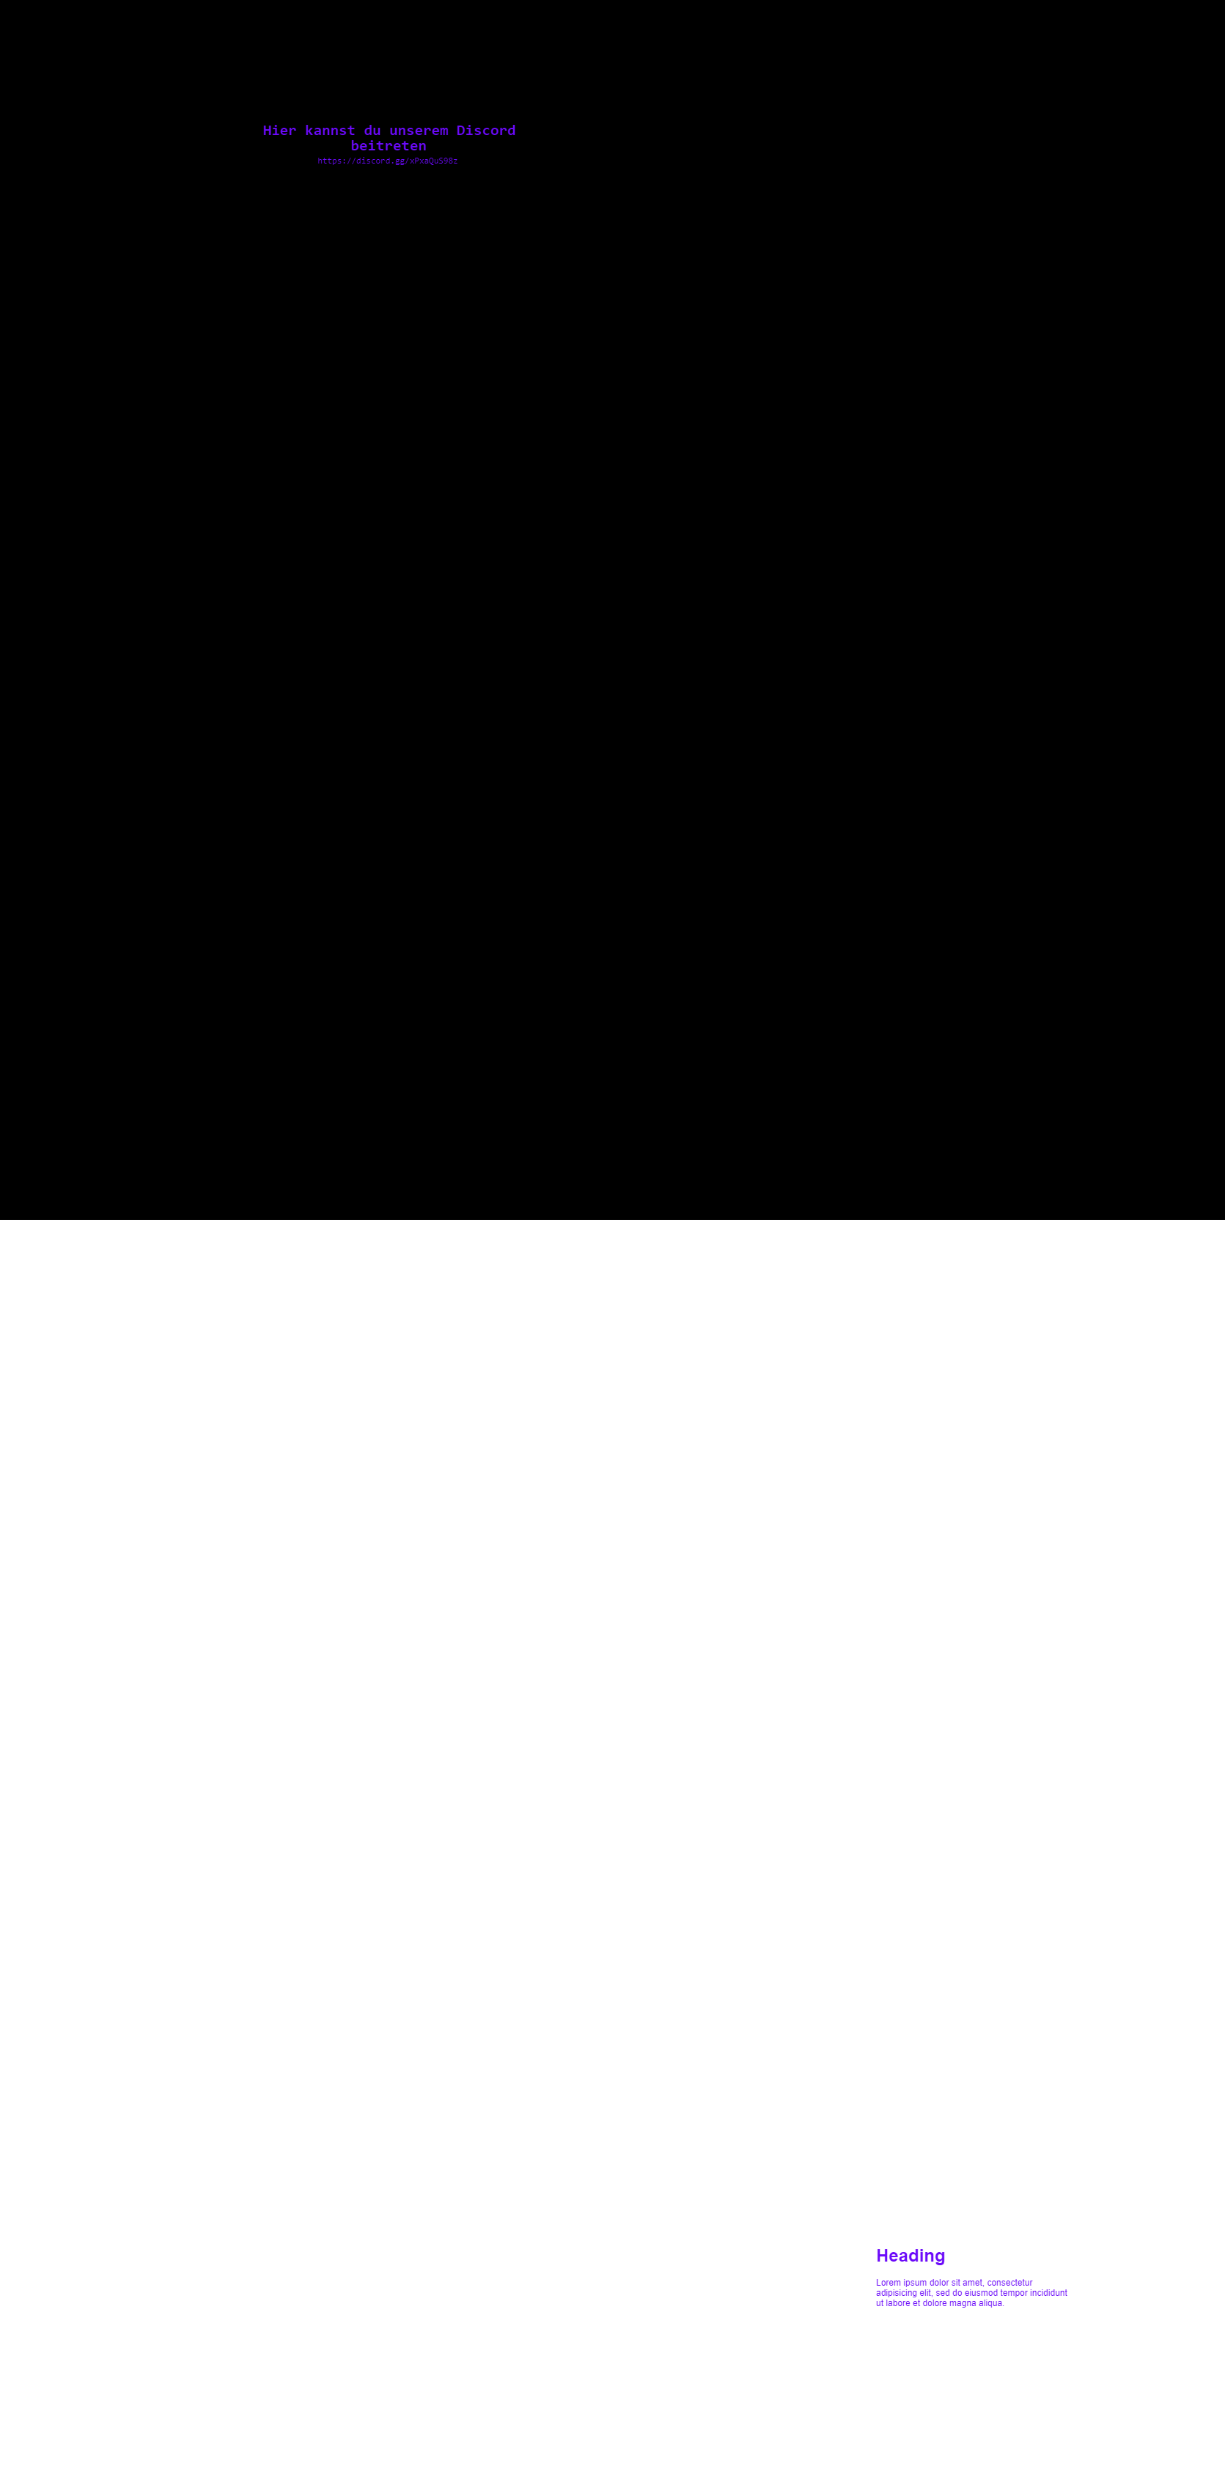 Hier kannst du unserem Discord
beitreten
Heading
Lorem ipsum dolor sit amet, consectetur
adipisicing elit, sed do eiusmod tempor incididunt
ut labore et dolore magna aliqua.